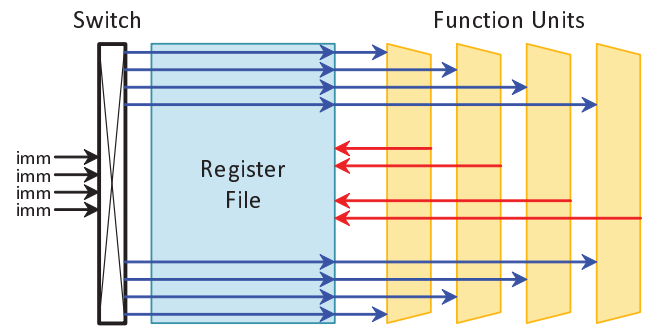 Switch
Function Units
Register
File
imm
imm
imm
imm